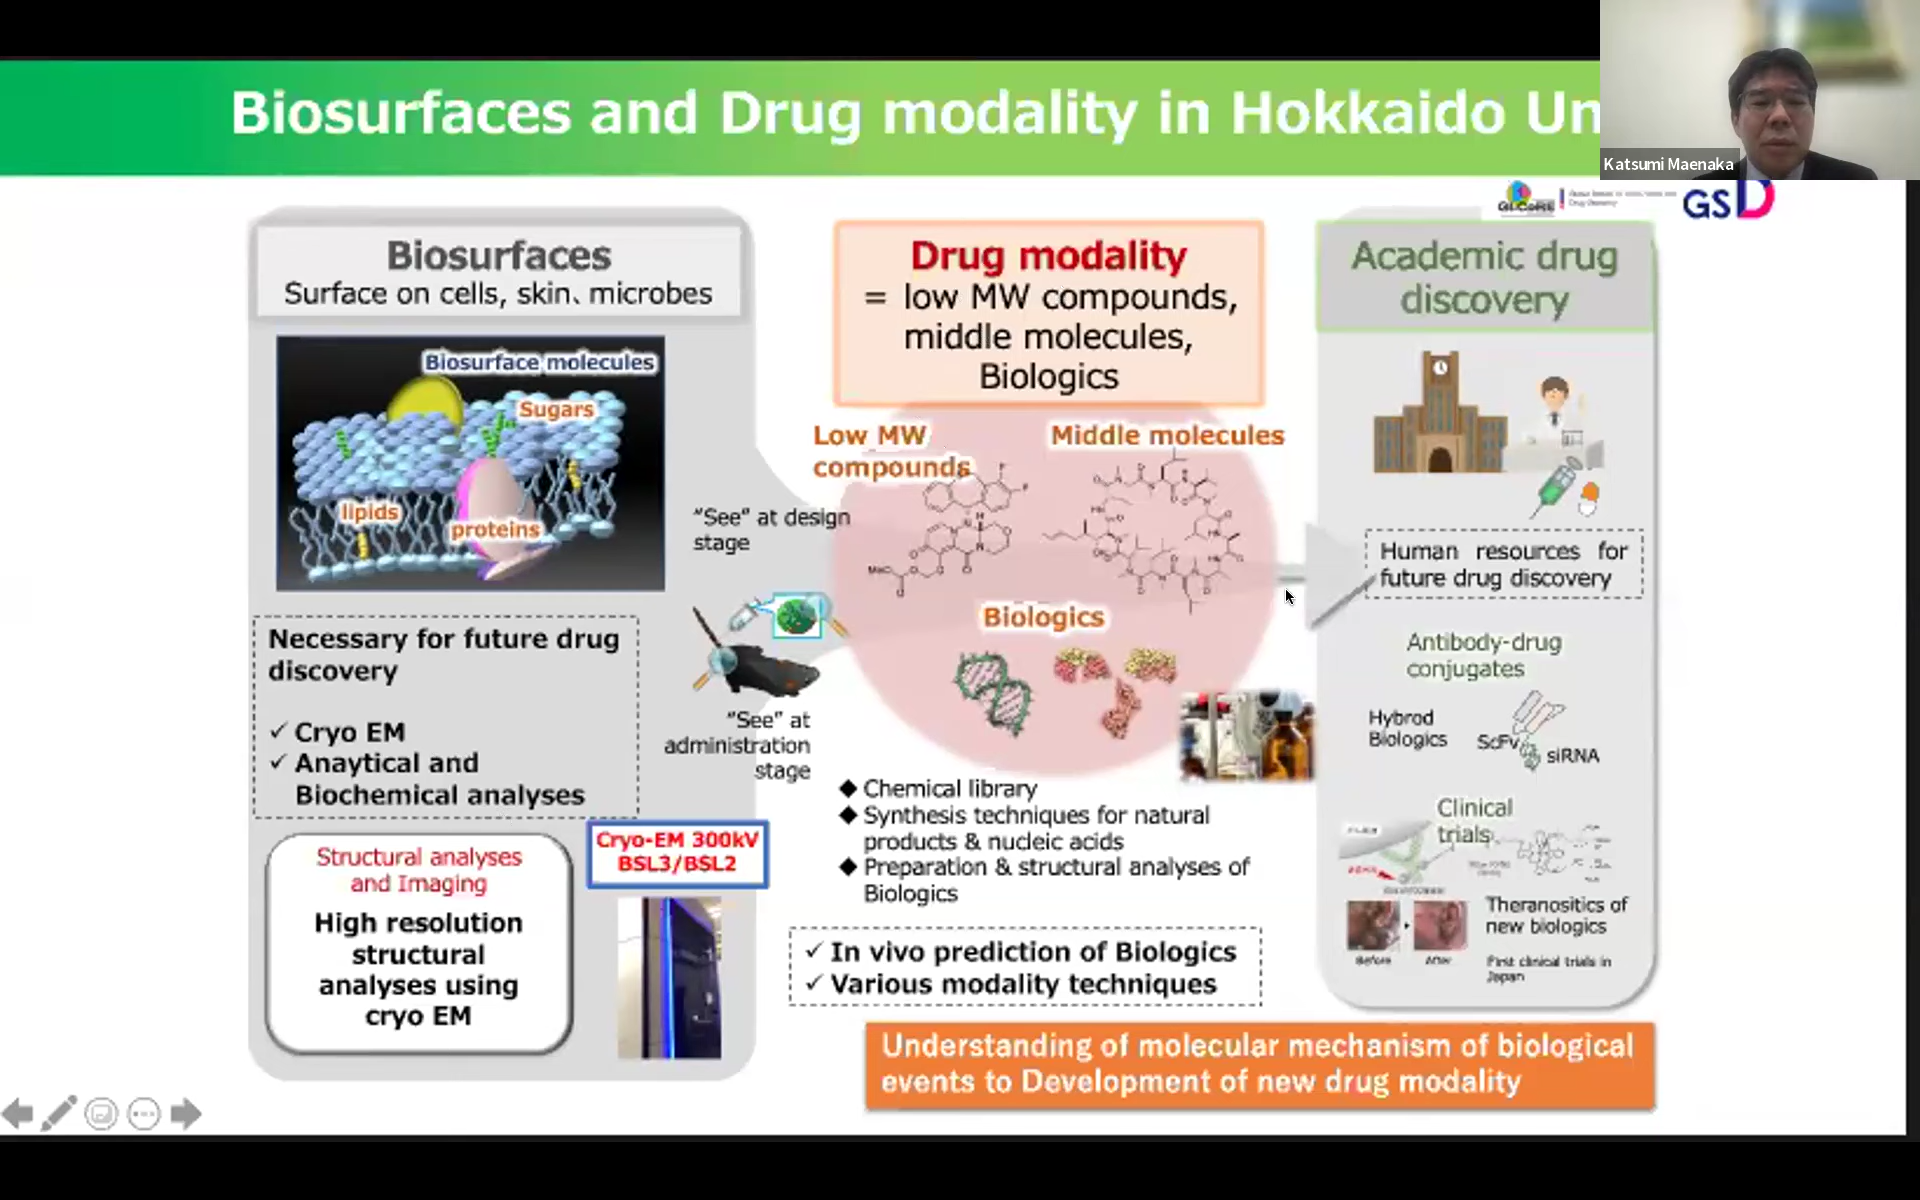 Biosurfaces and Drug modality in Hokkaido Un
Katsumi Maenaka
GSD
Biosurfaces
Surface on cells, skin、microbes
Biosurface molecules
Sugars
lipids
proteins
Necessary for future drug
discovery
✓ Cryo EM
✓ Anaytical and
Biochemical analyses
Structural analyses
and Imaging
High resolution
structural
analyses using
cryo EM
Cryo-EM 300kV
BSL3/BSL2
"See" at design
stage
"See" at
administration
stage
Drug modality
= low MW compounds,
middle molecules,
Biologics
Low MW
compounds
Middle molecules
Biologics
◆ Chemical library
◆ Synthesis techniques for natural
products & nucleic acids
◆ Preparation & structural analyses of
Biologics
✓ In vivo prediction of Biologics
✓ Various modality techniques
Academic drug
discovery
Human resources for
future drug discovery
Antibody-drug
conjugates
Hybrod
Biologics
ScFv
siRNA
Clinical
trials
Theranositics of
new biologics
Before
After
First clinical trials in
Japan
Understanding of molecular mechanism of biological
events to Development of new drug modality